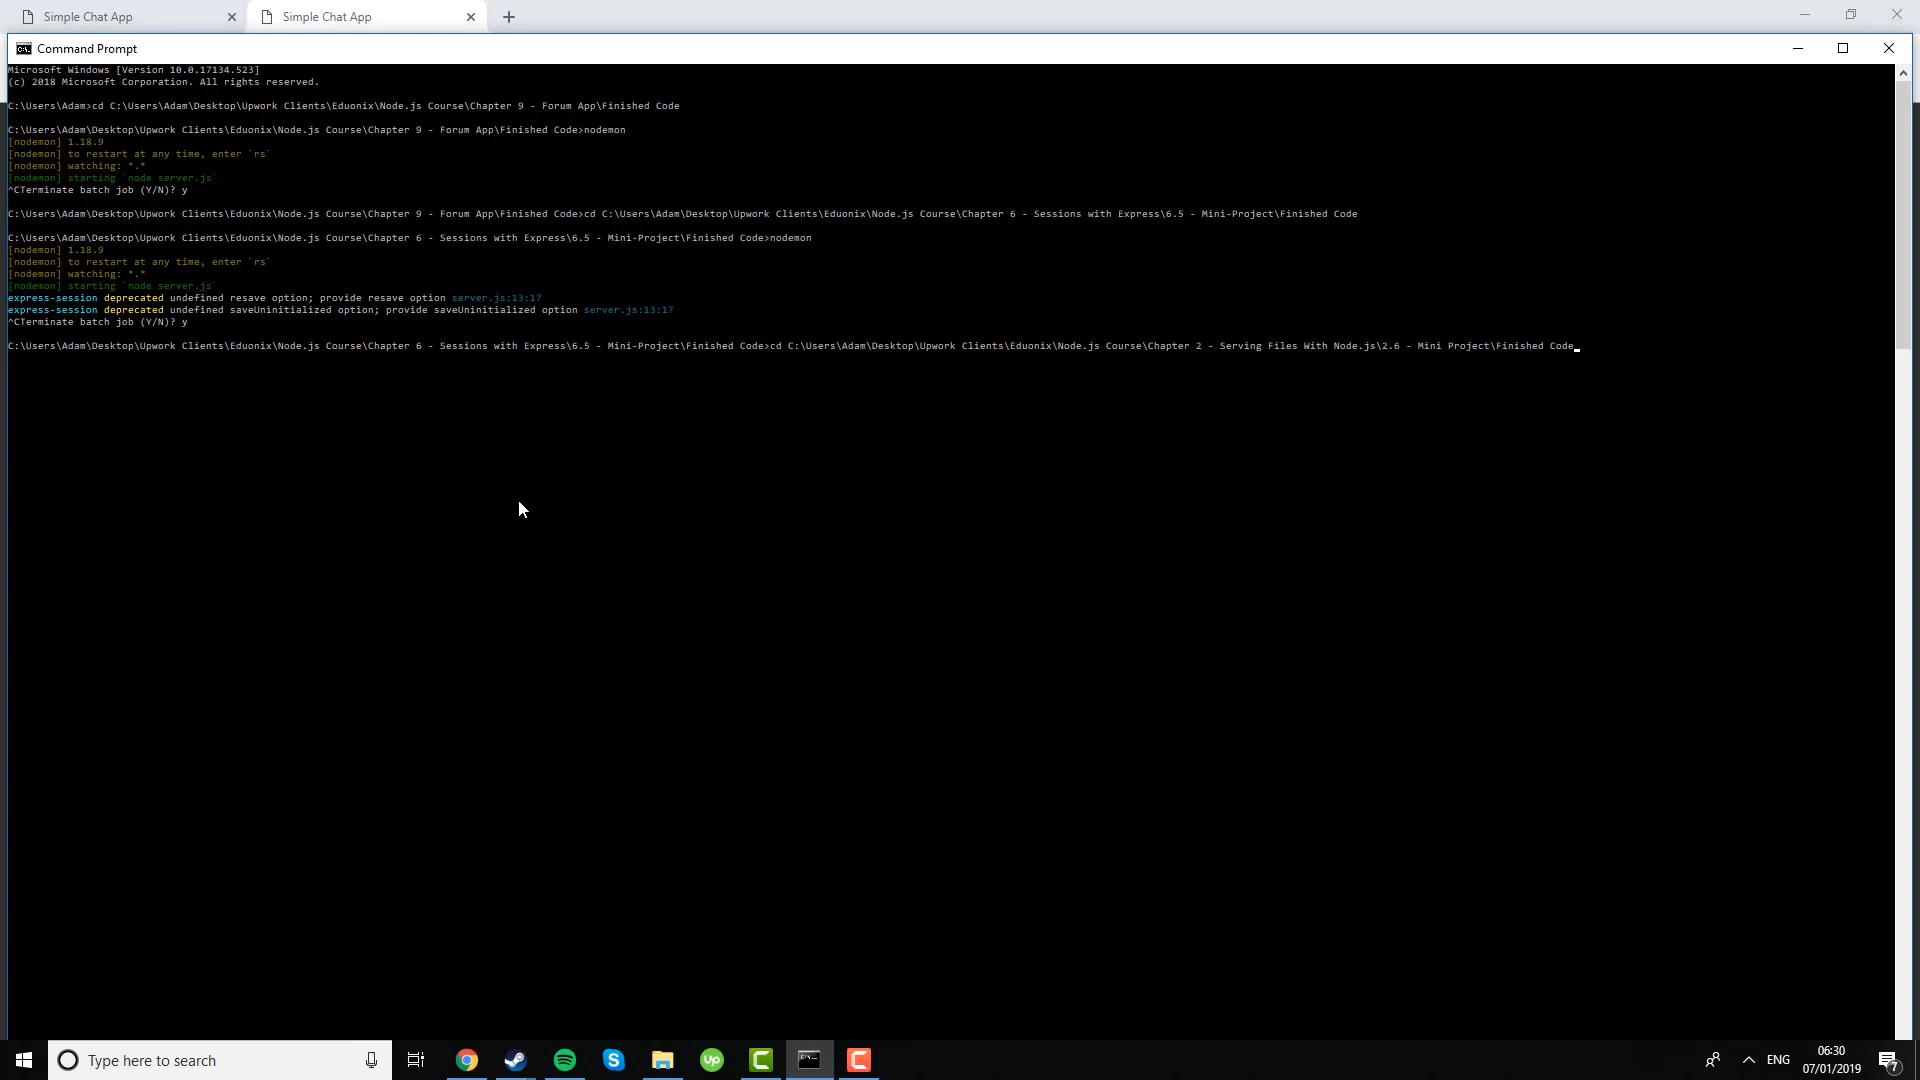 Simple Chat App
Simple Chat App
Command Prompt
Microsoft Windows [Version 10.0.17134.523]
(c) 2018 Microsoft Corporation. All rights reserved.
C:\Users\Adam>cd C:\Users\Adam\Desktop\Upwork Clients\Eduonix\Node.js Course\Chapter 9 - Forum App\Finished Code
C:\Users\Adam\Desktop\Upwork Clients\Eduonix\Node.js Course\Chapter 9 - Forum App\Finished Code>nodemon
[nodemon] 1.18.9
[nodemon] to restart at any time, enter `rs`
[nodemon] watching: *.*
[nodemon] starting `node server.js`
^CTerminate batch job (Y/N)? y
C:\Users\Adam\Desktop\Upwork Clients\Eduonix\Node.js Course\Chapter 9 - Forum App\Finished Code>cd C:\Users\Adam\Desktop\Upwork Clients\Eduonix\Node.js Course\Chapter 6 - Sessions with Express\6.5 - Mini-Project\Finished Code
C:\Users\Adam\Desktop\Upwork Clients\Eduonix\Node.js Course\Chapter 6 - Sessions with Express\6.5 - Mini-Project\Finished Code>nodemon
[nodemon] 1.18.9
[nodemon] to restart at any time, enter `rs`
[nodemon] watching: *.*
[nodemon] starting `node server.js`
express-session deprecated undefined resave option; provide resave option server.js:13:17
express-session deprecated undefined saveUninitialized option; provide saveUninitialized option server.js:13:17
^CTerminate batch job (Y/N)? y
C:\Users\Adam\Desktop\Upwork Clients\Eduonix\Node.js Course\Chapter 6 - Sessions with Express\6.5 - Mini-Project\Finished Code>cd C:\Users\Adam\Desktop\Upwork Clients\Eduonix\Node.js Course\Chapter 2 - Serving Files With Node.js\2.6 - Mini Project\Finished Code
Type here to search
ENG
06:30
07/01/2019
7